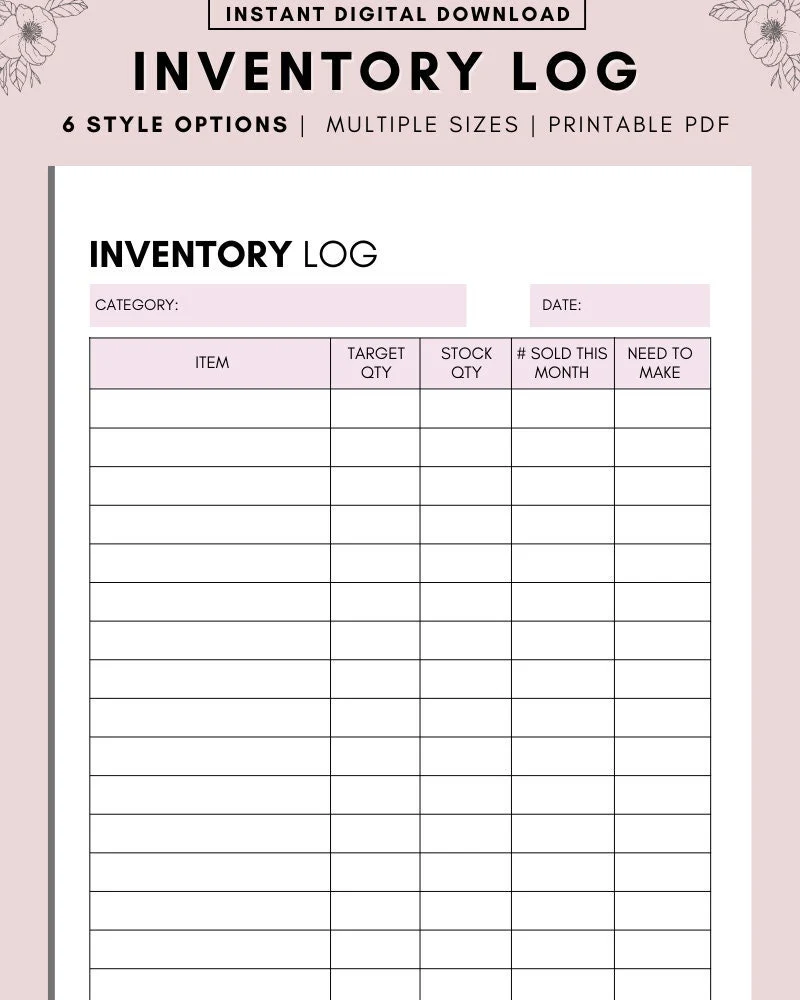 INSTANT DIGITAL DOWNLOAD
INVENTORY LOG
6 STYLE OPTIONS | MULTIPLE SIZES | PRINTABLE PDF
INVENTORY LOG
CATEGORY: DATE:
ITEM
TARGET
QTY
STOCK
QTY
# SOLD THIS
MONTH
NEED TO
MAKE